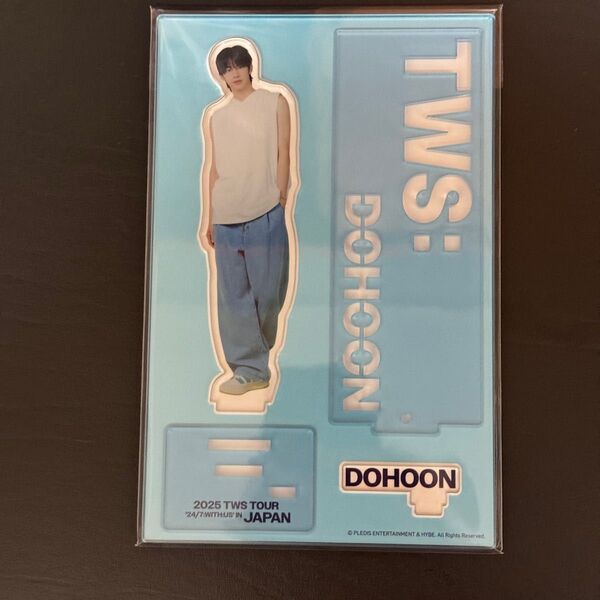 TWS:
DOHOON
2025 TWS TOUR
'24/7:WITH:US' IN JAPAN
DOHOON
© PLEDIS ENTERTAINMENT & HYBE. All Rights Reserved.